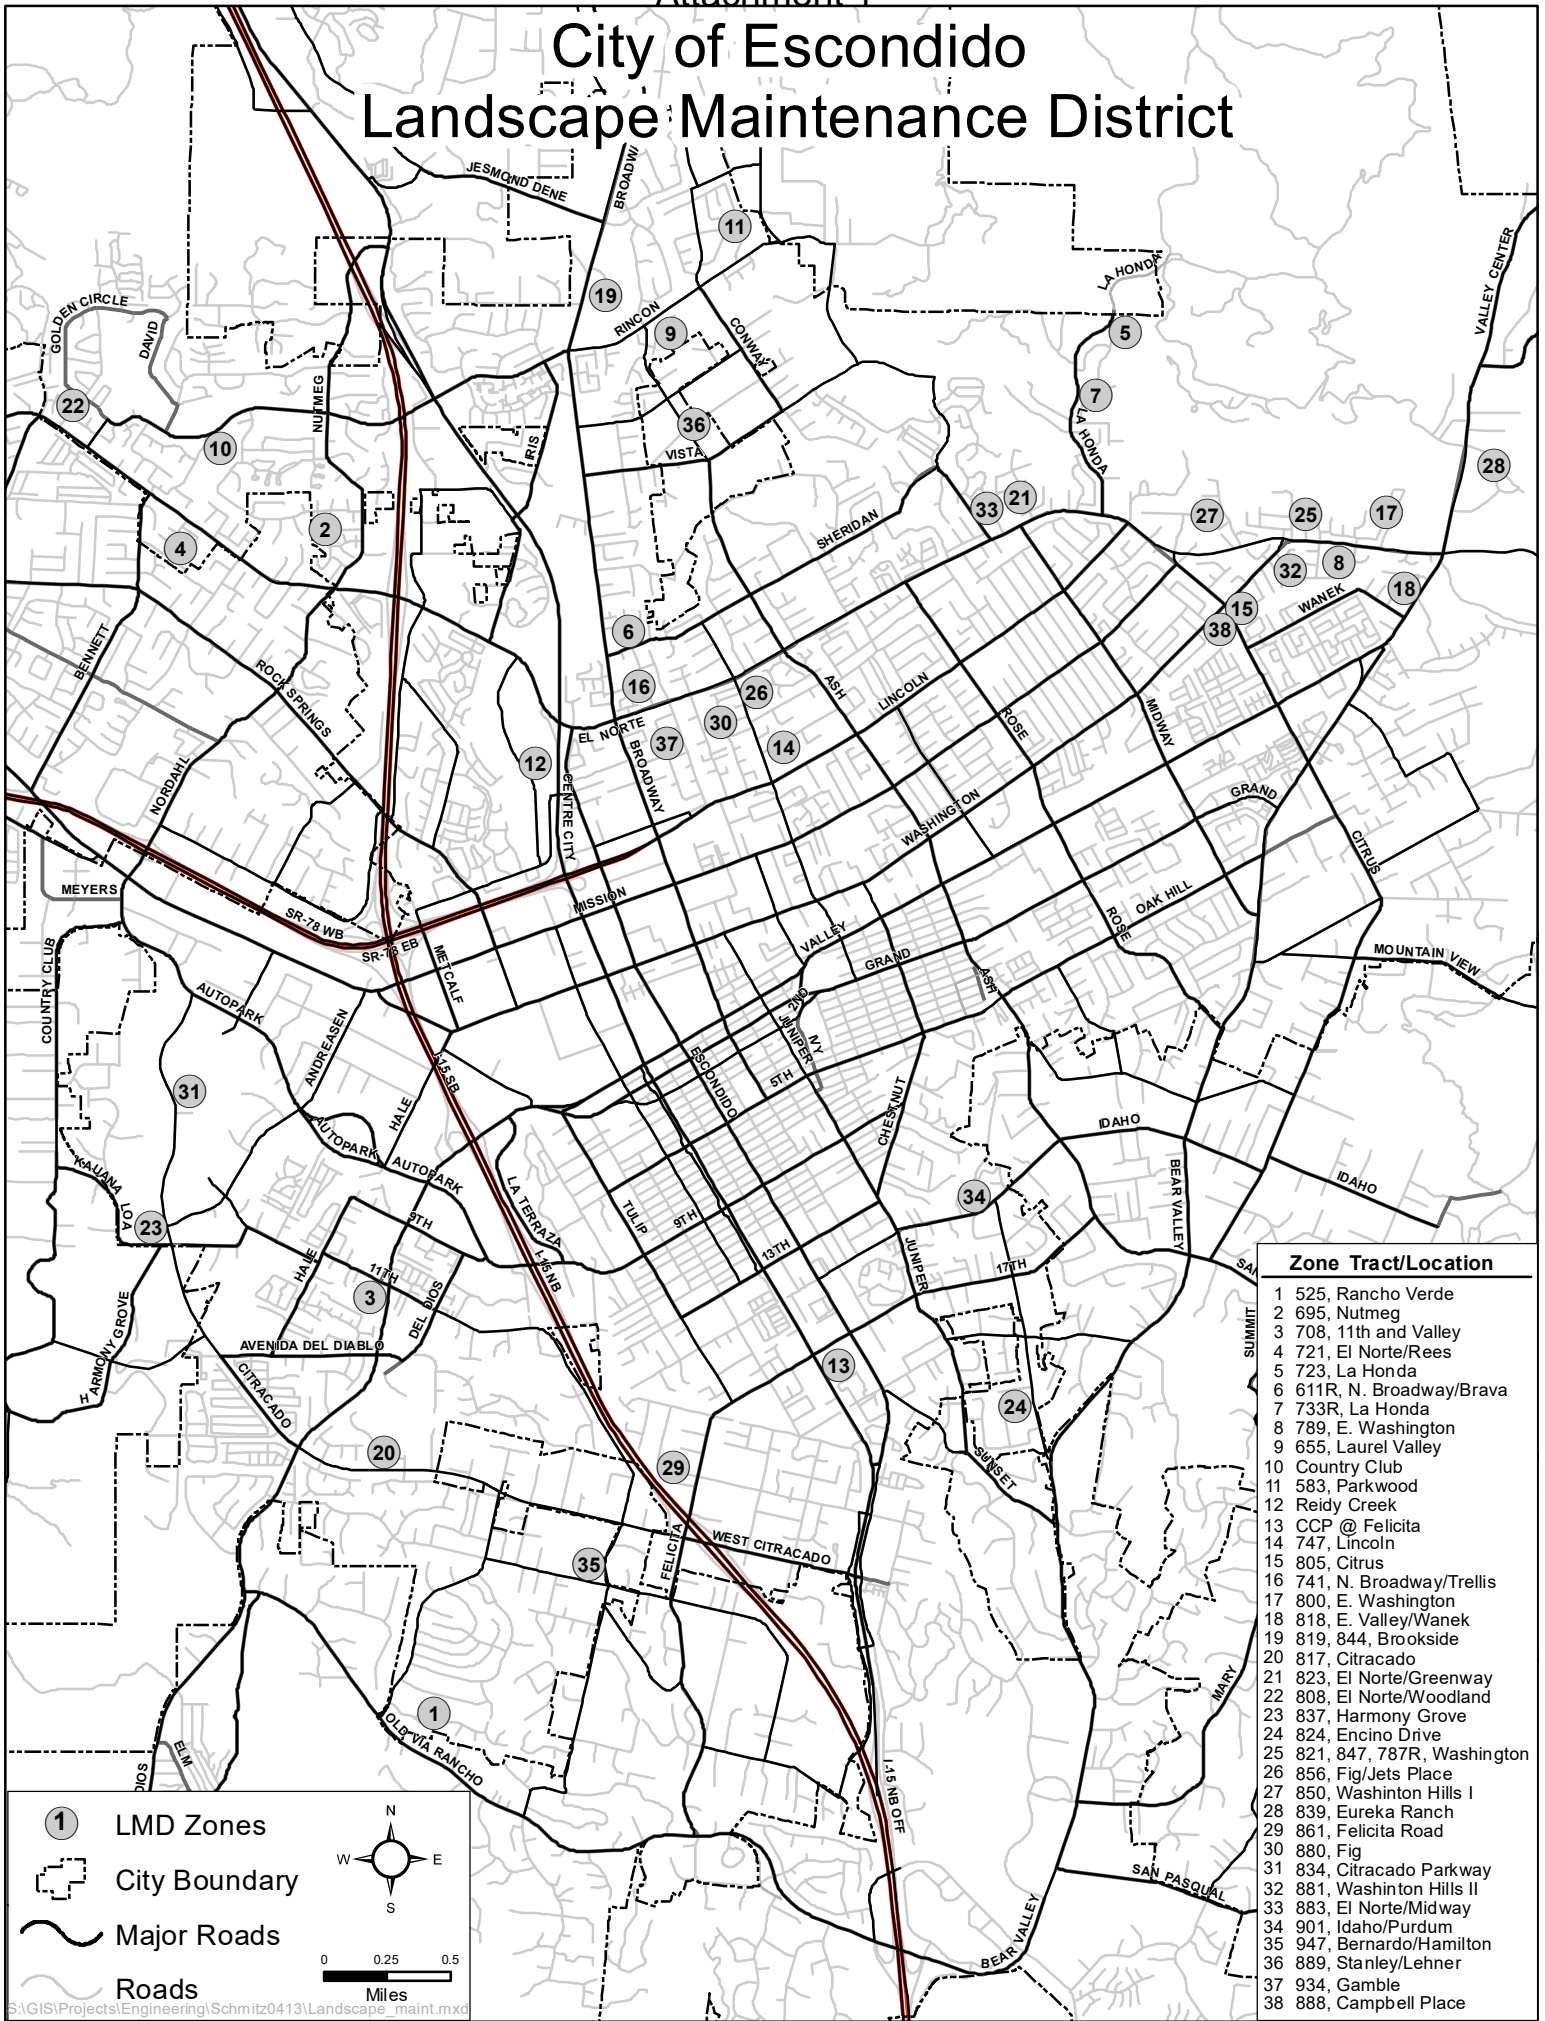 City of Escondido
Landscape Maintenance District
JESMOND DENE
BROADWAY
11
LA HONDA
VALLEY CENTER
GOLDEN CIRCLE
DAVID
19
RINCON
9
CONWAY
5
22
NUTMEG
7
10
IRIS
36
VISTA
LA HONDA
28
33
21
27
25
17
2
4
SHERIDAN
32
8
18
WANEK
15
38
6
BENNETT
ROCK SPRINGS
16
26
ASH
LINCOLN
ROSE
MIDWAY
EL NORTE
30
37
14
12
BROADWAY
CENTRE CITY
NORDAHL
WASHINGTON
GRAND
CITRUS
MEYERS
MISSION
OAK HILL
ROSE
SR-78 WB
SR-78 EB
METCALF
VALLEY
GRAND
ASH
MOUNTAIN VIEW
COUNTRY CLUB
AUTOPARK
ANDREASEN
2ND
JUNIPER
IVY
5TH
ESCONDIDO
I-15 SB
31
HALE
CHESTNUT
AUTOPARK
AUTOPARK
IDAHO
IDAHO
BEAR VALLEY
KAUANA LOA
23
LA TERRAZA
TULIP
9TH
34
9TH
13TH
JUNIPER
17TH
I-15 NB
HALE
11TH
3
DEL DIOS
HARMONY GROVE
AVENIDA DEL DIABLO
CITRACADO
13
24
SUMMIT
20
29
SUNSET
WEST CITRACADO
35
FELICITA
MARY
1
OLD VIA RANCHO
ELM
DIOS
I-15 NB OFF
SAN PASQUAL
BEAR VALLEY
Zone Tract/Location
1 525, Rancho Verde
2 695, Nutmeg
3 708, 11th and Valley
4 721, El Norte/Rees
5 723, La Honda
6 611R, N. Broadway/Brava
7 733R, La Honda
8 789, E. Washington
9 655, Laurel Valley
10 Country Club
11 583, Parkwood
12 Reidy Creek
13 CCP @ Felicita
14 747, Lincoln
15 805, Citrus
16 741, N. Broadway/Trellis
17 800, E. Washington
18 818, E. Valley/Wanek
19 819, 844, Brookside
20 817, Citracado
21 823, El Norte/Greenway
22 808, El Norte/Woodland
23 837, Harmony Grove
24 824, Encino Drive
25 821, 847, 787R, Washington
26 856, Fig/Jets Place
27 850, Washinton Hills I
28 839, Eureka Ranch
29 861, Felicita Road
30 880, Fig
31 834, Citracado Parkway
32 881, Washinton Hills II
33 883, El Norte/Midway
34 901, Idaho/Purdum
35 947, Bernardo/Hamilton
36 889, Stanley/Lehner
37 934, Gamble
38 888, Campbell Place
1 LMD Zones
City Boundary
Major Roads
Roads
N
W E
S
0 0.25 0.5
Miles
S:\GIS\Projects\Engineering\Schmitz0413\Landscape_maint.mxd